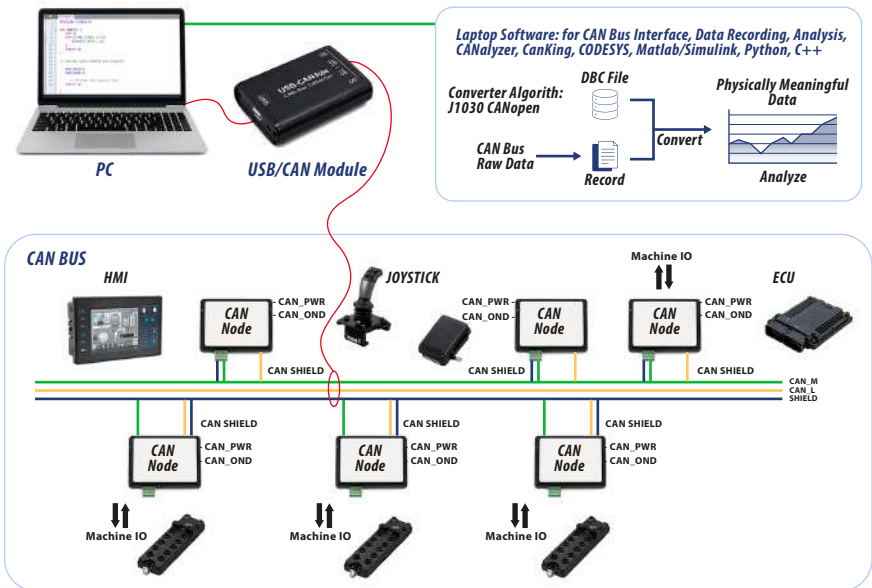 Laptop Software: for CAN Bus Interface, Data Recording, Analysis,
CANalyzer, CanKing, CODESYS, Matlab/Simulink, Python, C++
Converter Algorith:
J1030 CANopen
DBC File
Physically Meaningful
Data
CAN Bus
Raw Data
Convert
Record
Analyze
PC
USB/CAN Module
CAN BUS
HMI
JOYSTICK
Machine IO
ECU
CAN
Node
CAN_PWR
CAN_OND
CAN_PWR
CAN_OND
CAN
Node
CAN
Node
CAN_PWR
CAN_OND
CAN SHIELD
CAN SHIELD
CAN SHIELD
CAN_M
CAN_L
SHIELD
CAN SHIELD
CAN SHIELD
CAN SHIELD
CAN
Node
CAN_PWR
CAN_OND
CAN
Node
CAN_PWR
CAN_OND
CAN
Node
CAN_PWR
CAN_OND
Machine IO
Machine IO
Machine IO